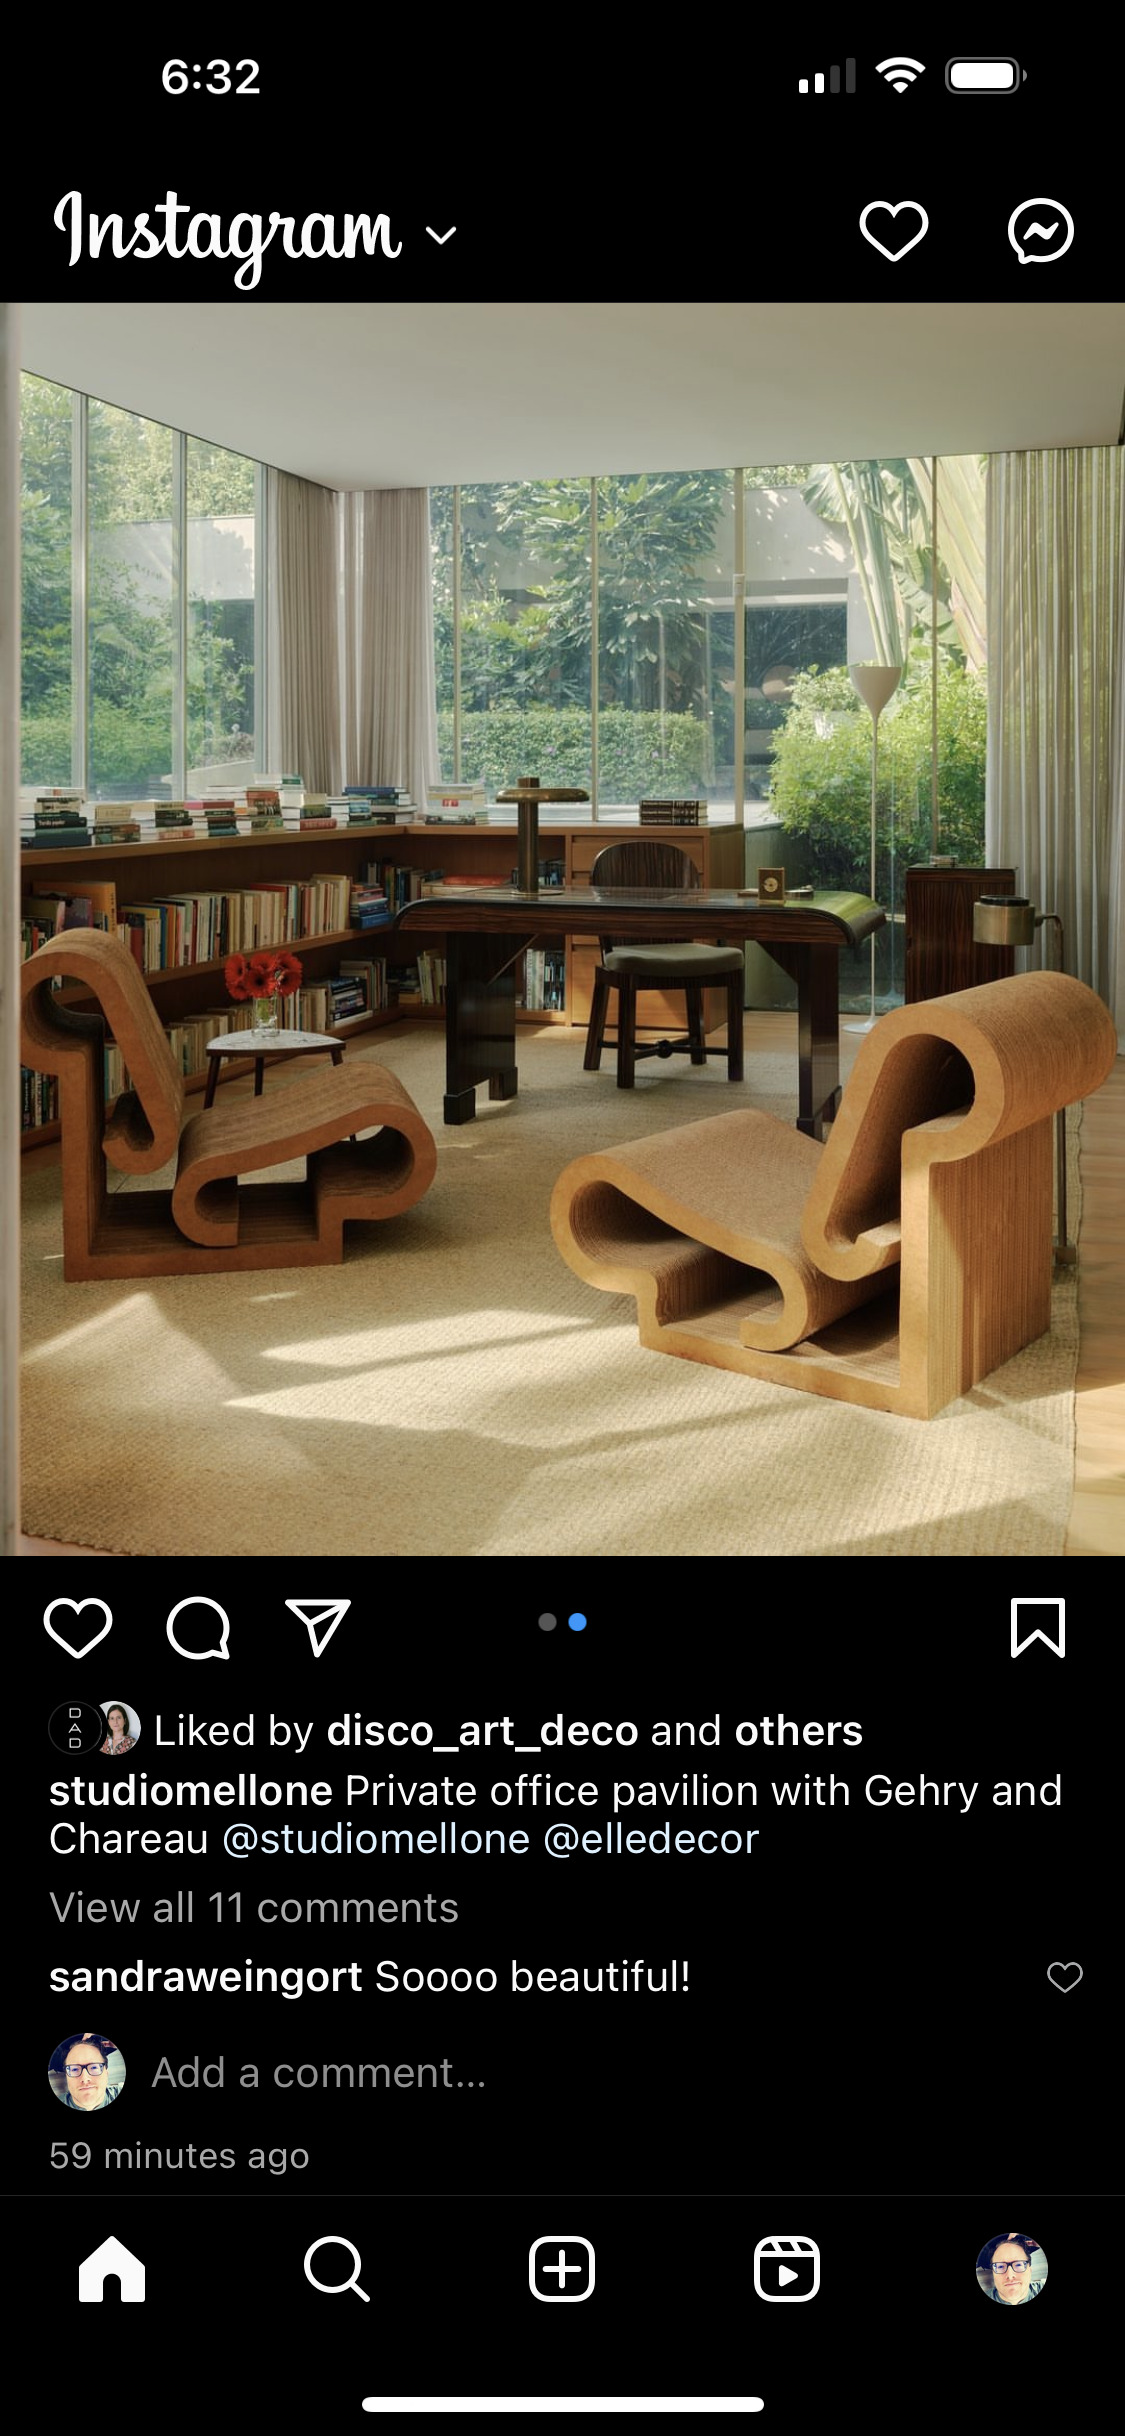 6:32
Instagram
Liked by disco_art_deco and others
studiomellone Private office pavilion with Gehry and
Chareau @studiomellone @elledecor
View all 11 comments
sandraweingort Soooo beautiful!
Add a comment...
59 minutes ago